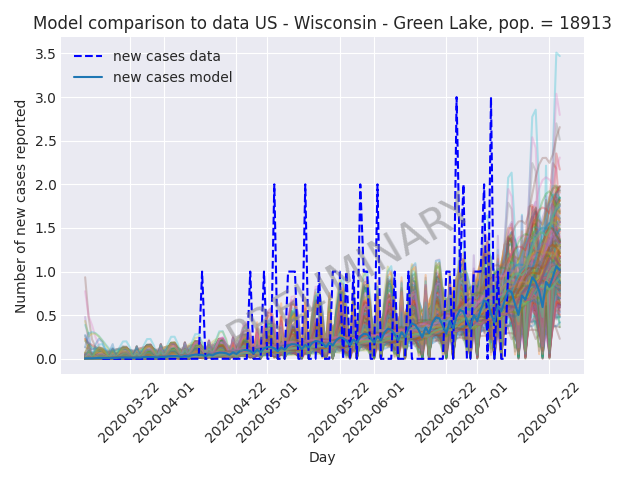 Model comparison to data US - Wisconsin - Green Lake, pop. = 18913
new cases data
new cases model
Number of new cases reported
3.5
3.0
2.5
2.0
1.5
1.0
0.5
0.0
PRELIMINARY
2020-03-22
2020-04-01
2020-04-22
2020-05-01
2020-05-22
2020-06-01
2020-06-22
2020-07-01
2020-07-22
Day